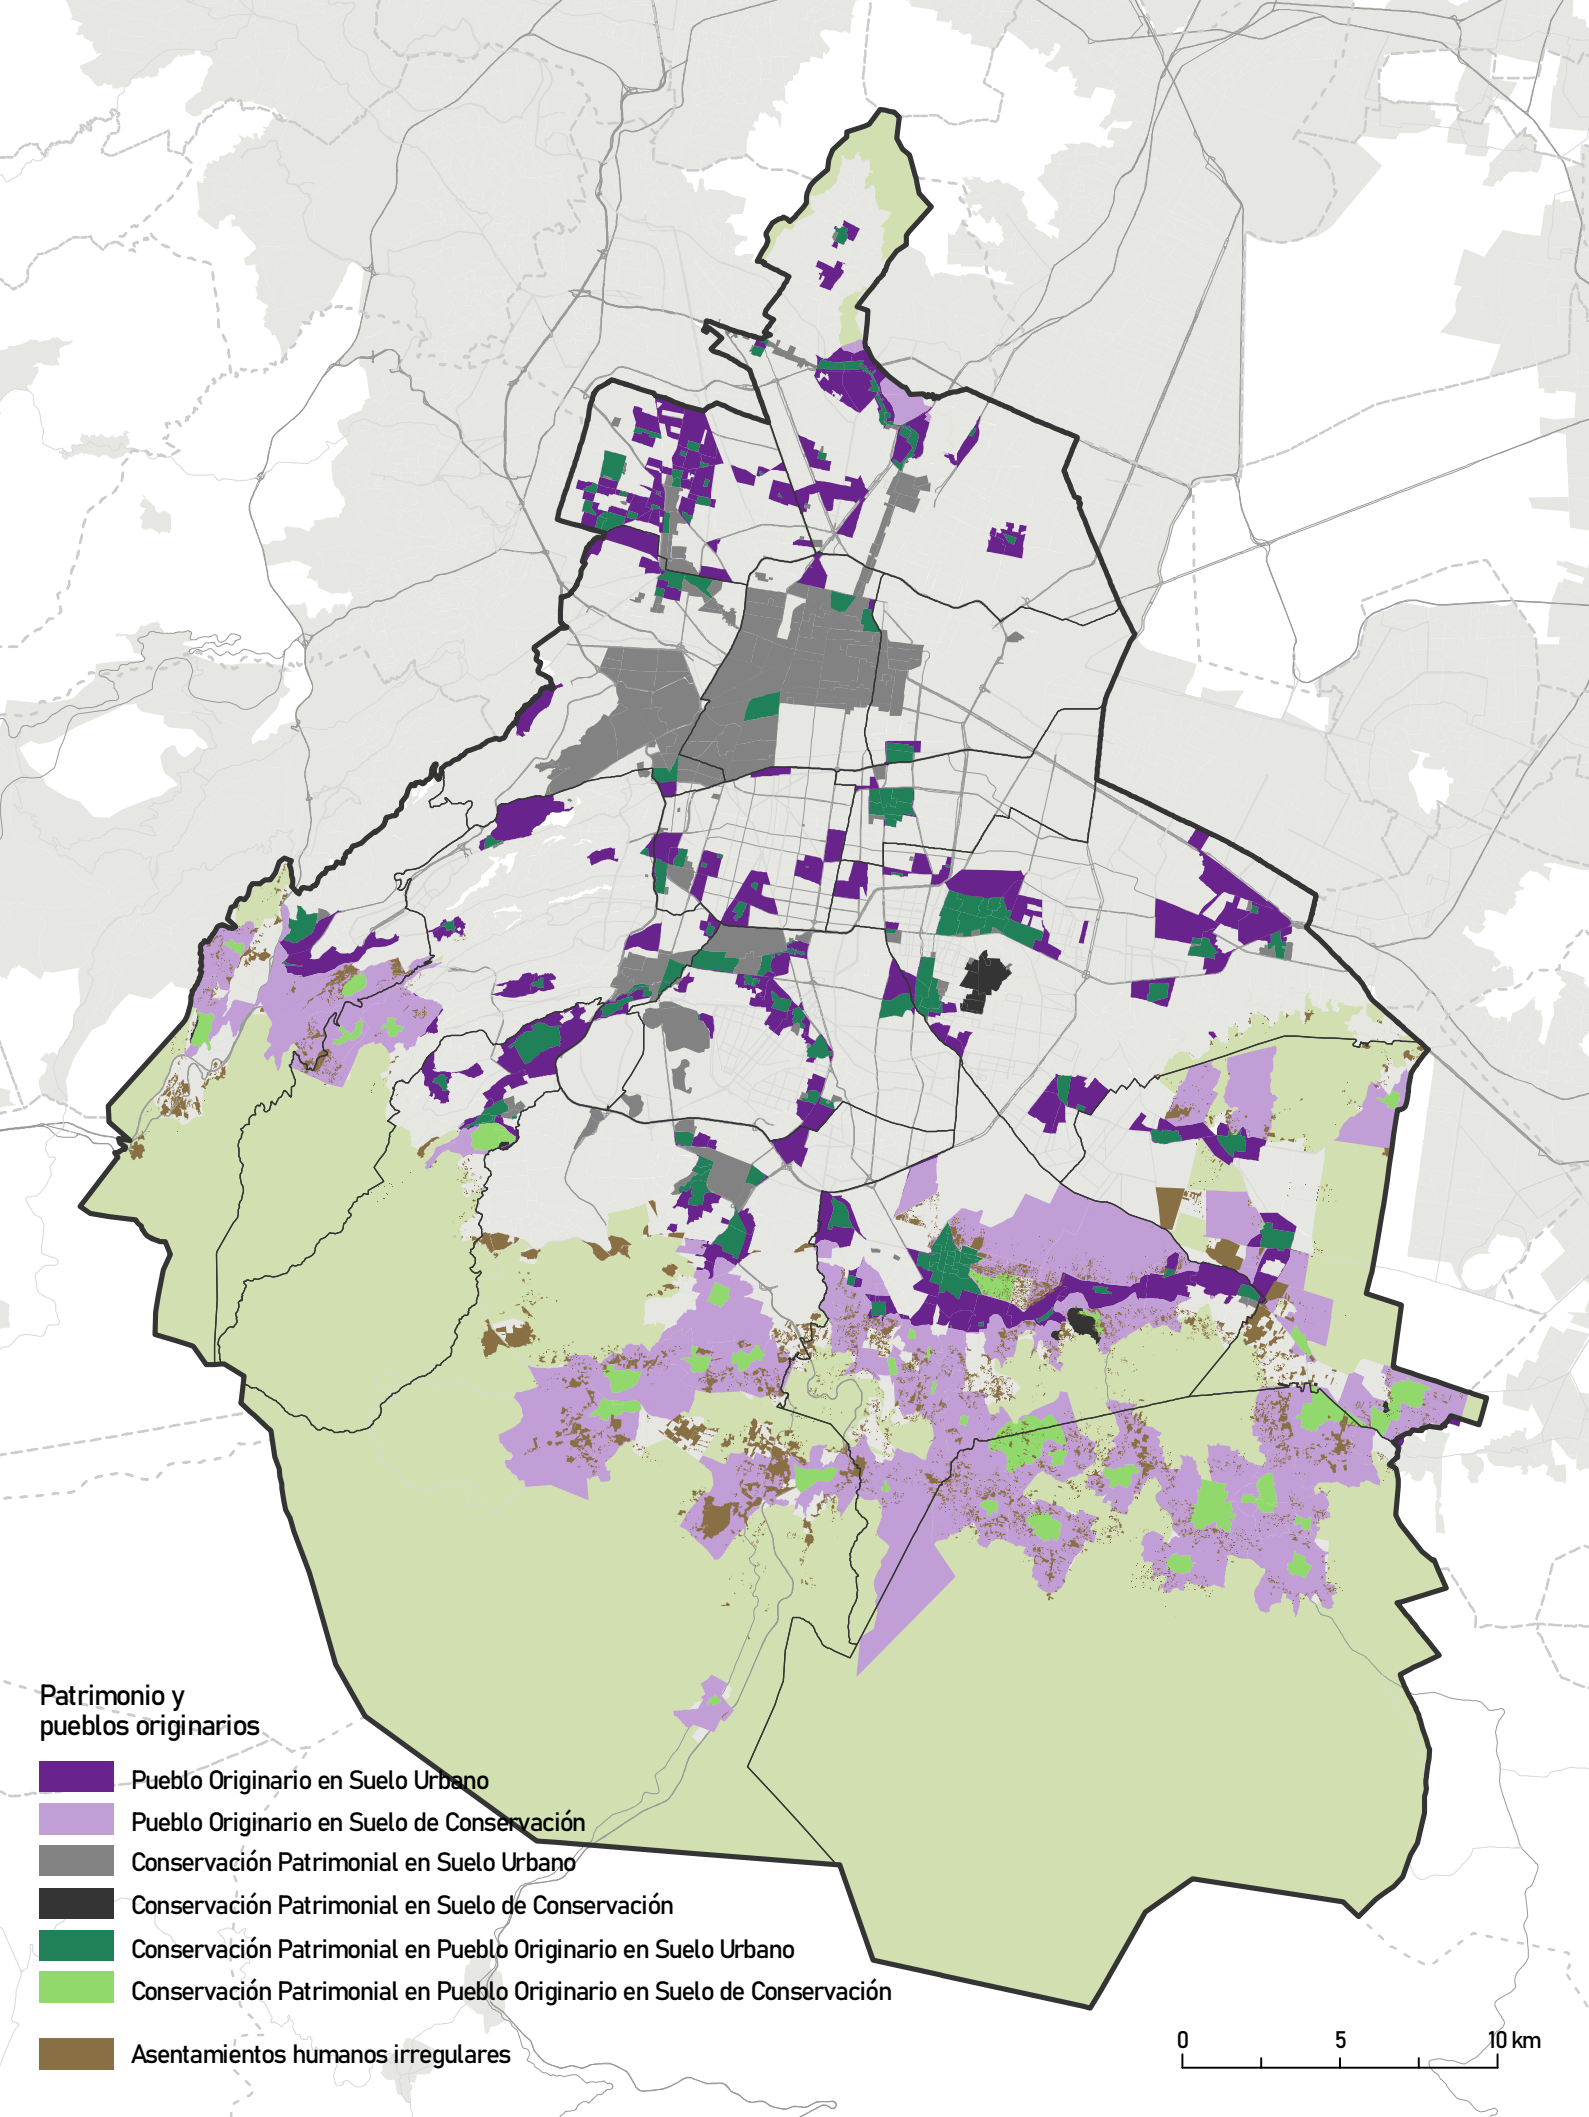 Patrimonio y
pueblos originarios
Pueblo Originario en Suelo Urbano
Pueblo Originario en Suelo de Conservación
Conservación Patrimonial en Suelo Urbano
Conservación Patrimonial en Suelo de Conservación
Conservación Patrimonial en Pueblo Originario en Suelo Urbano
Conservación Patrimonial en Pueblo Originario en Suelo de Conservación
Asentamientos humanos irregulares
0 5 10 km